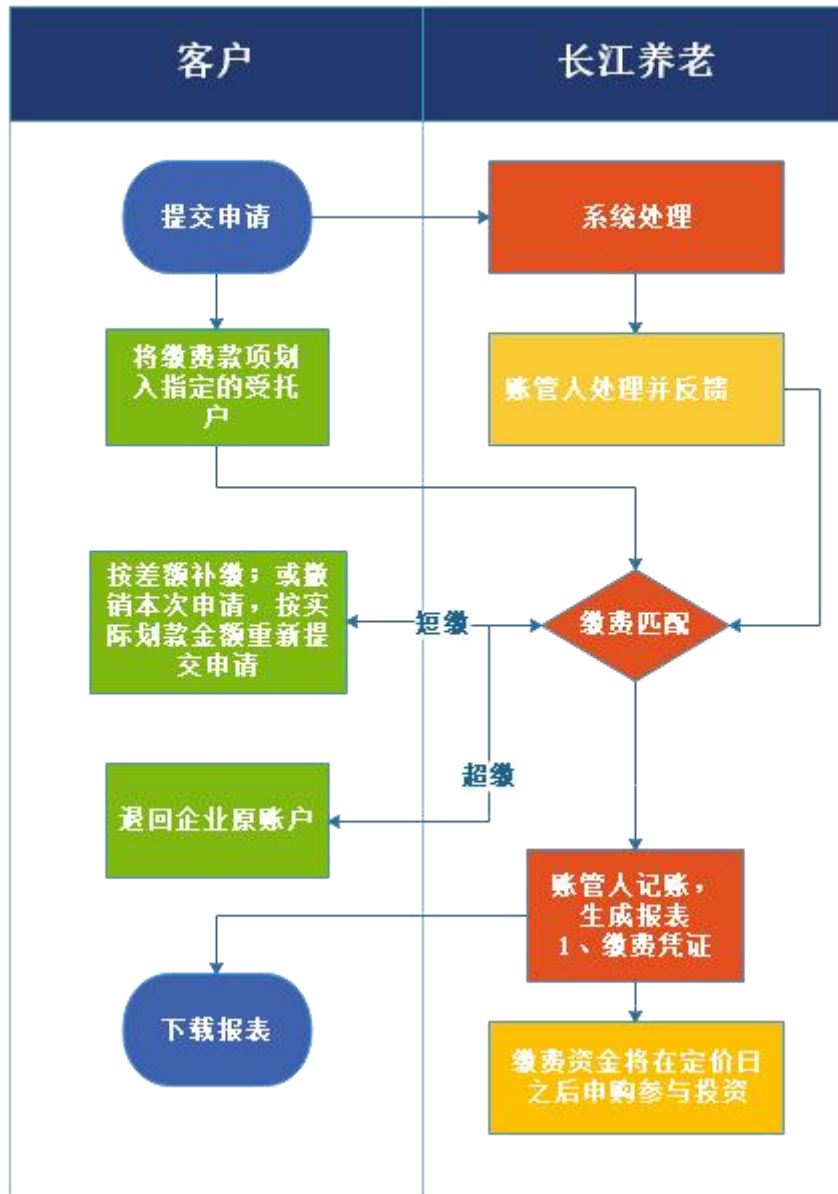 客户
长江养老
提交申请
系统处理
将缴费款项划
入指定的受托
户
账管人处理并反馈
按差额补缴；或撤
销本次申请，按实
际划款金额重新提
交申请
短缴
缴费匹配
超缴
退回企业原账户
账管人记账，
生成报表
1、缴费凭证
下载报表
缴费资金将在定价日
之后申购参与投资